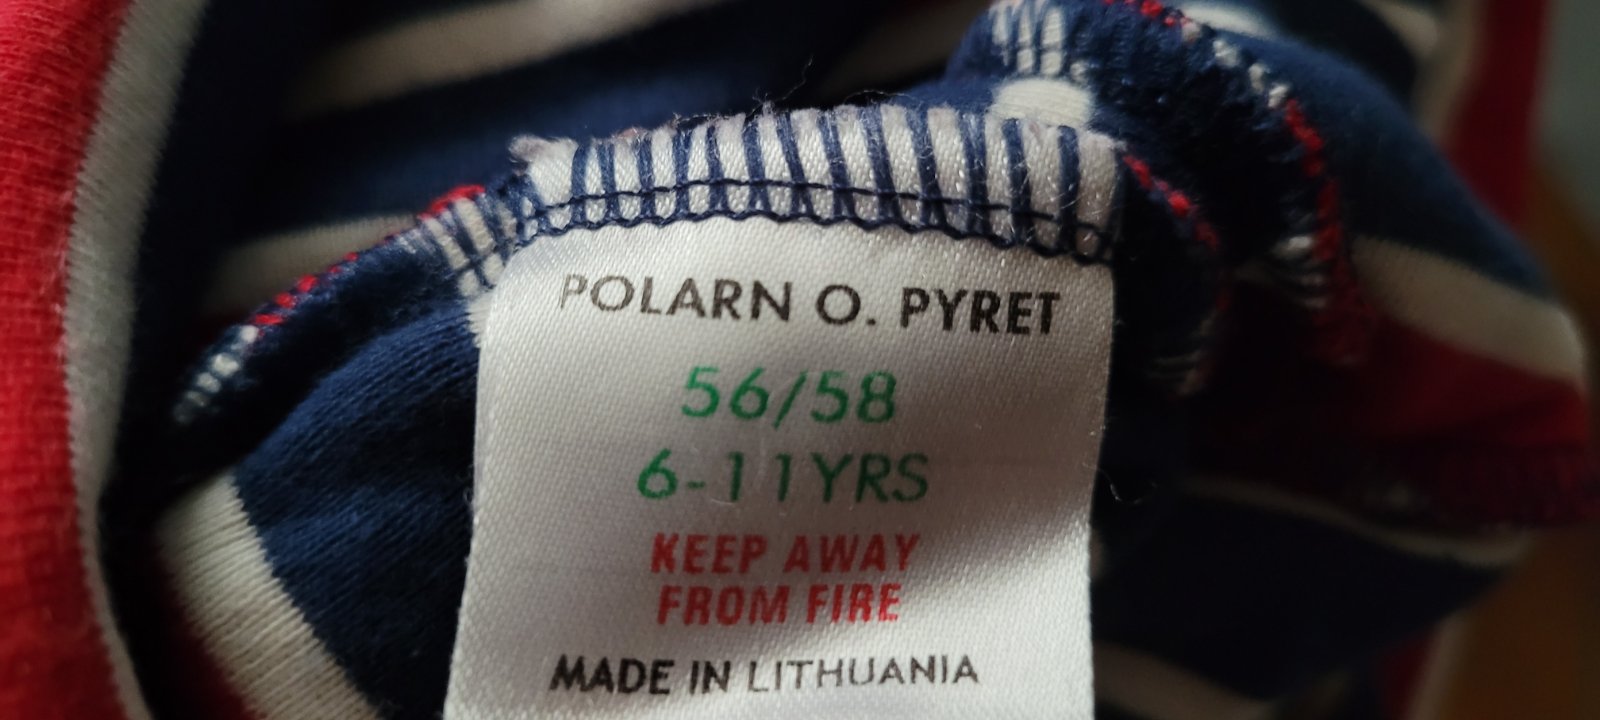 POLARN O. PYRET
56/58
6-11YRS
KEEP AWAY
FROM FIRE
MADE IN LITHUANIA